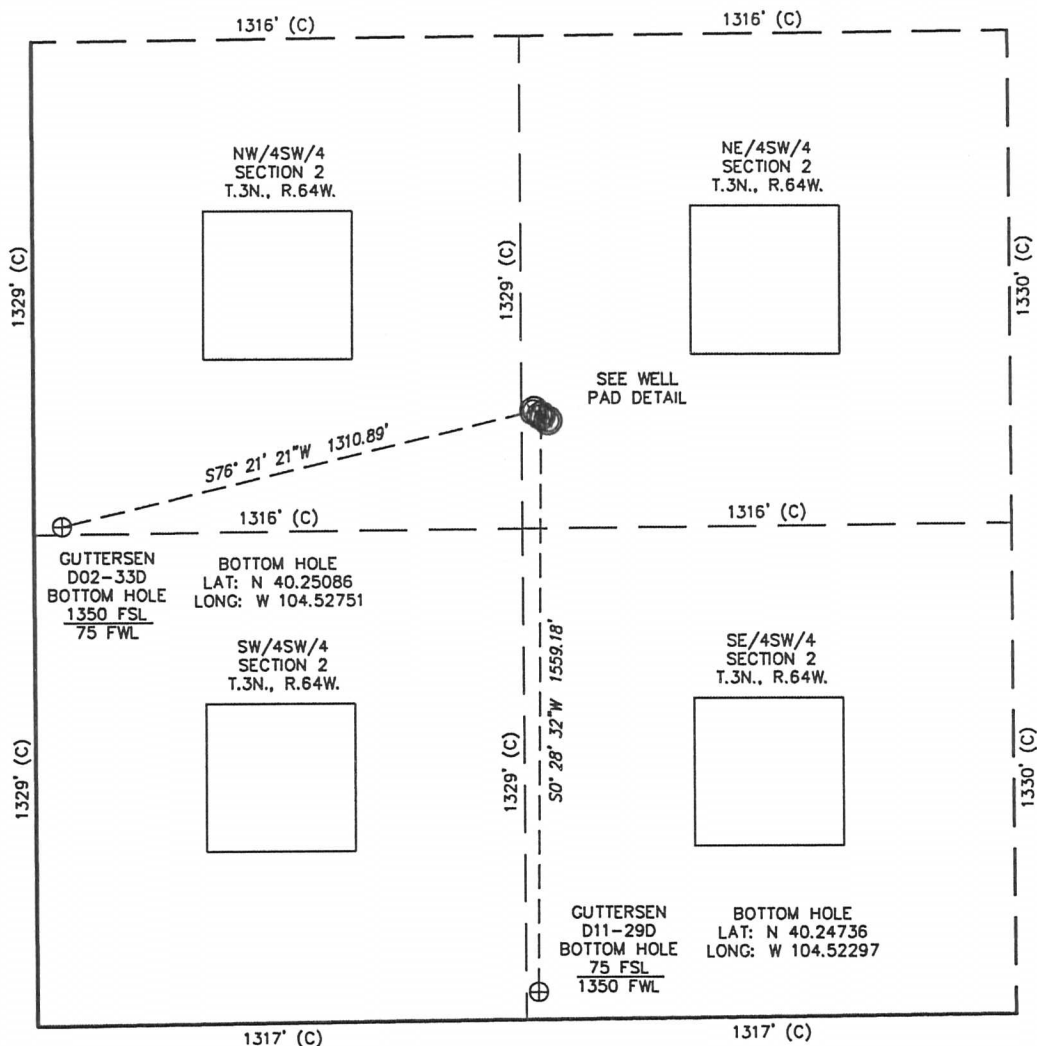 1316' (C)
1316' (C)
NW/4SW/4
SECTION 2
T.3N., R.64W.
NE/4SW/4
SECTION 2
T.3N., R.64W.
1329' (C)
1329' (C)
1330' (C)
SEE WELL
PAD DETAIL
S76° 21' 21"W 1310.89'
1316' (C)
1316' (C)
GUTTERSEN
D02-33D
BOTTOM HOLE
1350 FSL
75 FWL
BOTTOM HOLE
LAT: N 40.25086
LONG: W 104.52751
SW/4SW/4
SECTION 2
T.3N., R.64W.
SE/4SW/4
SECTION 2
T.3N., R.64W.
1329' (C)
1329' (C)
S0° 28' 32"W 1559.18'
1330' (C)
GUTTERSEN
D11-29D
BOTTOM HOLE
75 FSL
1350 FWL
BOTTOM HOLE
LAT: N 40.24736
LONG: W 104.52297
1317' (C)
1317' (C)